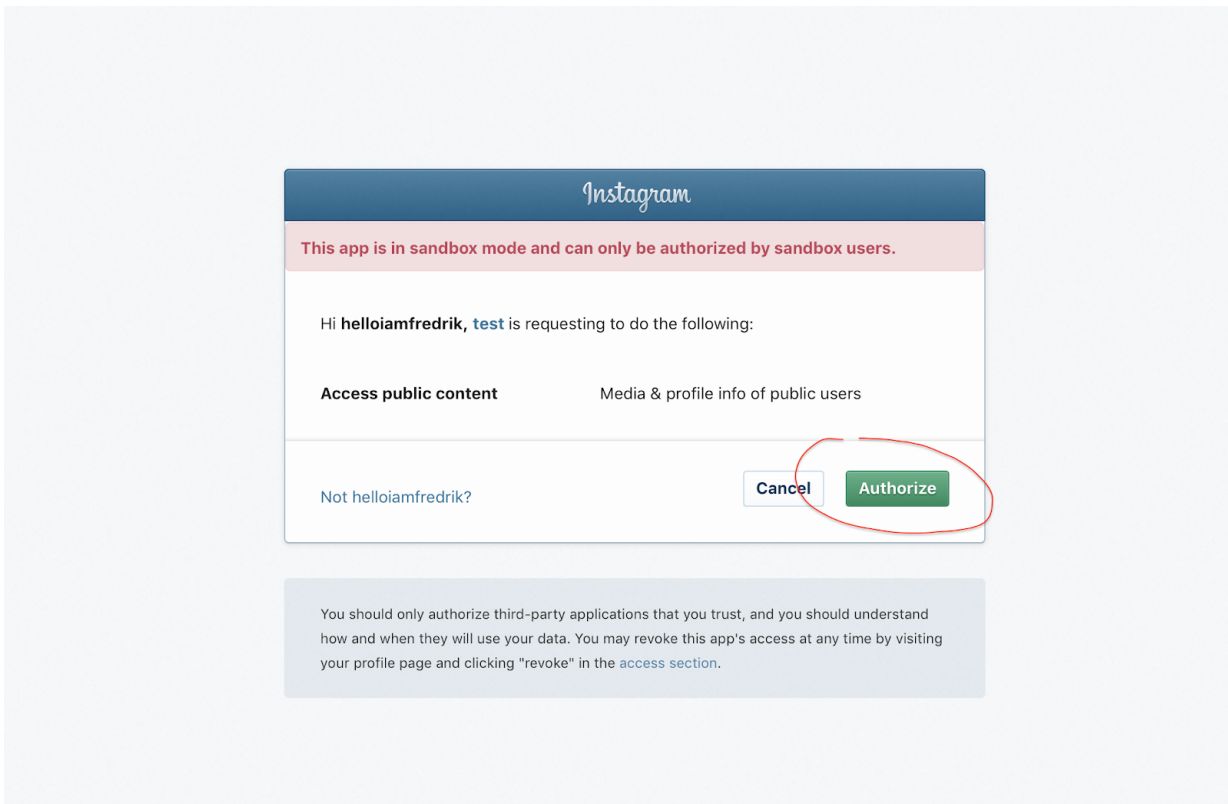 Instagram
This app is in sandbox mode and can only be authorized by sandbox users.
Hi helloiamfredrik, test is requesting to do the following:
Access public content Media & profile info of public users
Not helloiamfredrik? Cancel Authorize
You should only authorize third-party applications that you trust, and you should understand
how and when they will use your data. You may revoke this app's access at any time by visiting
your profile page and clicking "revoke" in the access section.